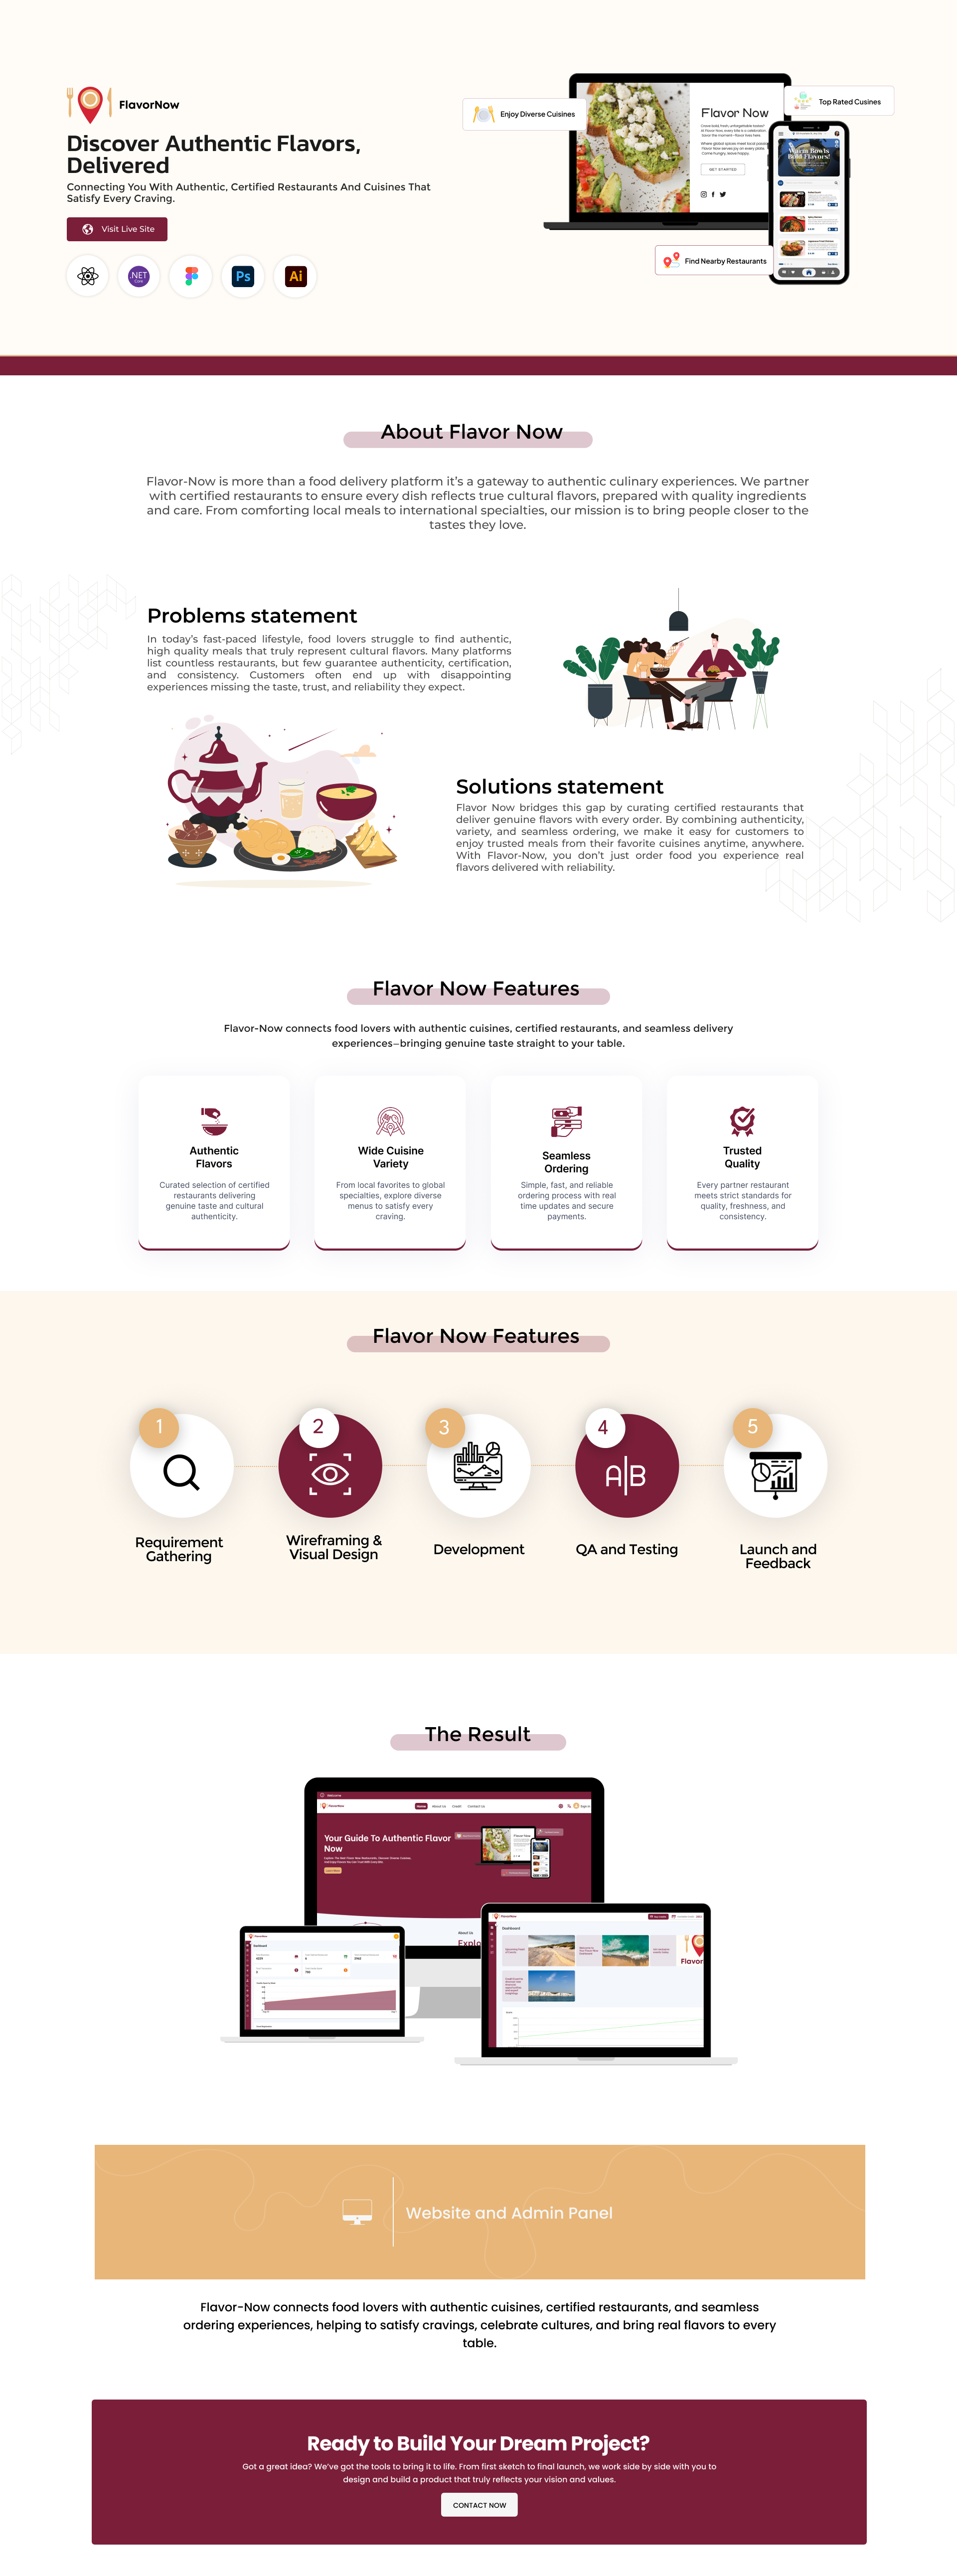 FlavorNow
Discover Authentic Flavors,
Delivered
Connecting You With Authentic, Certified Restaurants And Cuisines That
Satisfy Every Craving.
Visit Live Site
.NET
Core
Ps
Ai
Enjoy Diverse Cuisines
Top Rated Cusines
Find Nearby Restaurants
Flavor Now
GET STARTED
Warm Bowls
Bold Flavors!
About Flavor Now
Flavor-Now is more than a food delivery platform it's a gateway to authentic culinary experiences. We partner
with certified restaurants to ensure every dish reflects true cultural flavors, prepared with quality ingredients
and care. From comforting local meals to international specialties, our mission is to bring people closer to the
tastes they love.
Problems statement
In today's fast-paced lifestyle, food lovers struggle to find authentic,
high quality meals that truly represent cultural flavors. Many platforms
list countless restaurants, but few guarantee authenticity, certification,
and consistency. Customers often end up with disappointing
experiences missing the taste, trust, and reliability they expect.
Solutions statement
Flavor Now bridges this gap by curating certified restaurants that
deliver genuine flavors with every order. By combining authenticity,
variety, and seamless ordering, we make it easy for customers to
enjoy trusted meals from their favorite cuisines anytime, anywhere.
With Flavor-Now, you don't just order food you experience real
flavors delivered with reliability.
Flavor Now Features
Flavor-Now connects food lovers with authentic cuisines, certified restaurants, and seamless delivery
experiences—bringing genuine taste straight to your table.
Authentic
Flavors
Curated selection of certified
restaurants delivering
genuine taste and cultural
authenticity.
Wide Cuisine
Variety
From local favorites to global
specialties, explore diverse
menus to satisfy every
craving.
Seamless
Ordering
Simple, fast, and reliable
ordering process with real
time updates and secure
payments.
Trusted
Quality
Every partner restaurant
meets strict standards for
quality, freshness, and
consistency.
Flavor Now Features
1
2
3
4
5
A|B
Requirement
Gathering
Wireframing &
Visual Design
Development
QA and Testing
Launch and
Feedback
The Result
Welcome
FlavorNow
Home
About Us
Contact Us
Sign In
Your Guide To Authentic Flavor
Now
About Us
Explo
FlavorNow
Dashboard
FlavorNow
Dashboard
Flavor
Website and Admin Panel
Flavor-Now connects food lovers with authentic cuisines, certified restaurants, and seamless
ordering experiences, helping to satisfy cravings, celebrate cultures, and bring real flavors to every
table.
Ready to Build Your Dream Project?
Got a great idea? We've got the tools to bring it to life. From first sketch to final launch, we work side by side with you to
design and build a product that truly reflects your vision and values.
CONTACT NOW